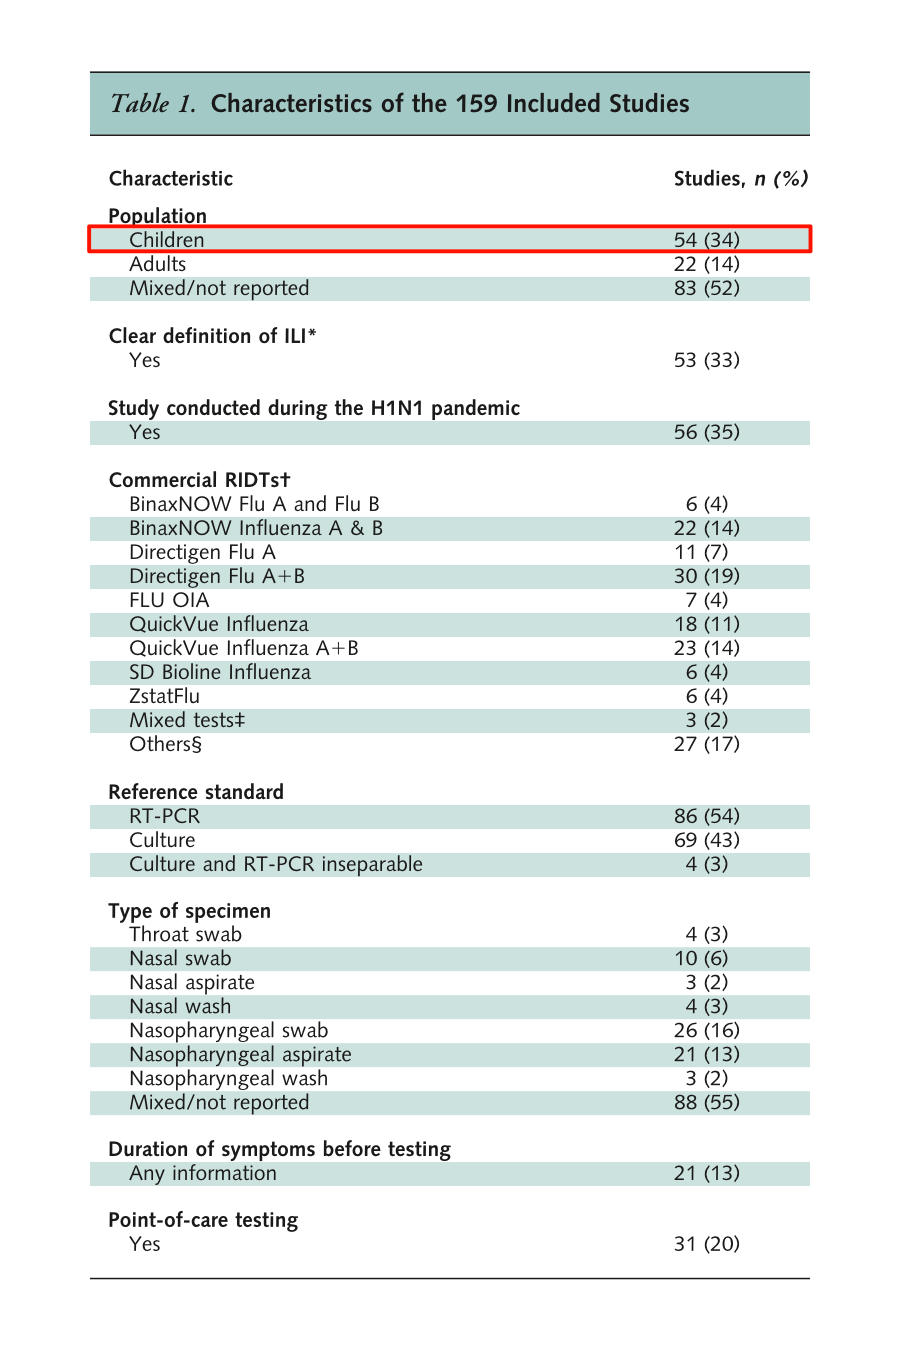 Table 1. Characteristics of the 159 Included Studies
Characteristic Studies, n (%)
Population
Children 54 (34)
Adults 22 (14)
Mixed/not reported 83 (52)
Clear definition of ILI*
Yes 53 (33)
Study conducted during the H1N1 pandemic
Yes 56 (35)
Commercial RIDTs†
BinaxNOW Flu A and Flu B 6 (4)
BinaxNOW Influenza A & B 22 (14)
Directigen Flu A 11 (7)
Directigen Flu A+B 30 (19)
FLU OIA 7 (4)
QuickVue Influenza 18 (11)
QuickVue Influenza A+B 23 (14)
SD Bioline Influenza 6 (4)
ZstatFlu 6 (4)
Mixed tests‡ 3 (2)
Others§ 27 (17)
Reference standard
RT-PCR 86 (54)
Culture 69 (43)
Culture and RT-PCR inseparable 4 (3)
Type of specimen
Throat swab 4 (3)
Nasal swab 10 (6)
Nasal aspirate 3 (2)
Nasal wash 4 (3)
Nasopharyngeal swab 26 (16)
Nasopharyngeal aspirate 21 (13)
Nasopharyngeal wash 3 (2)
Mixed/not reported 88 (55)
Duration of symptoms before testing
Any information 21 (13)
Point-of-care testing
Yes 31 (20)